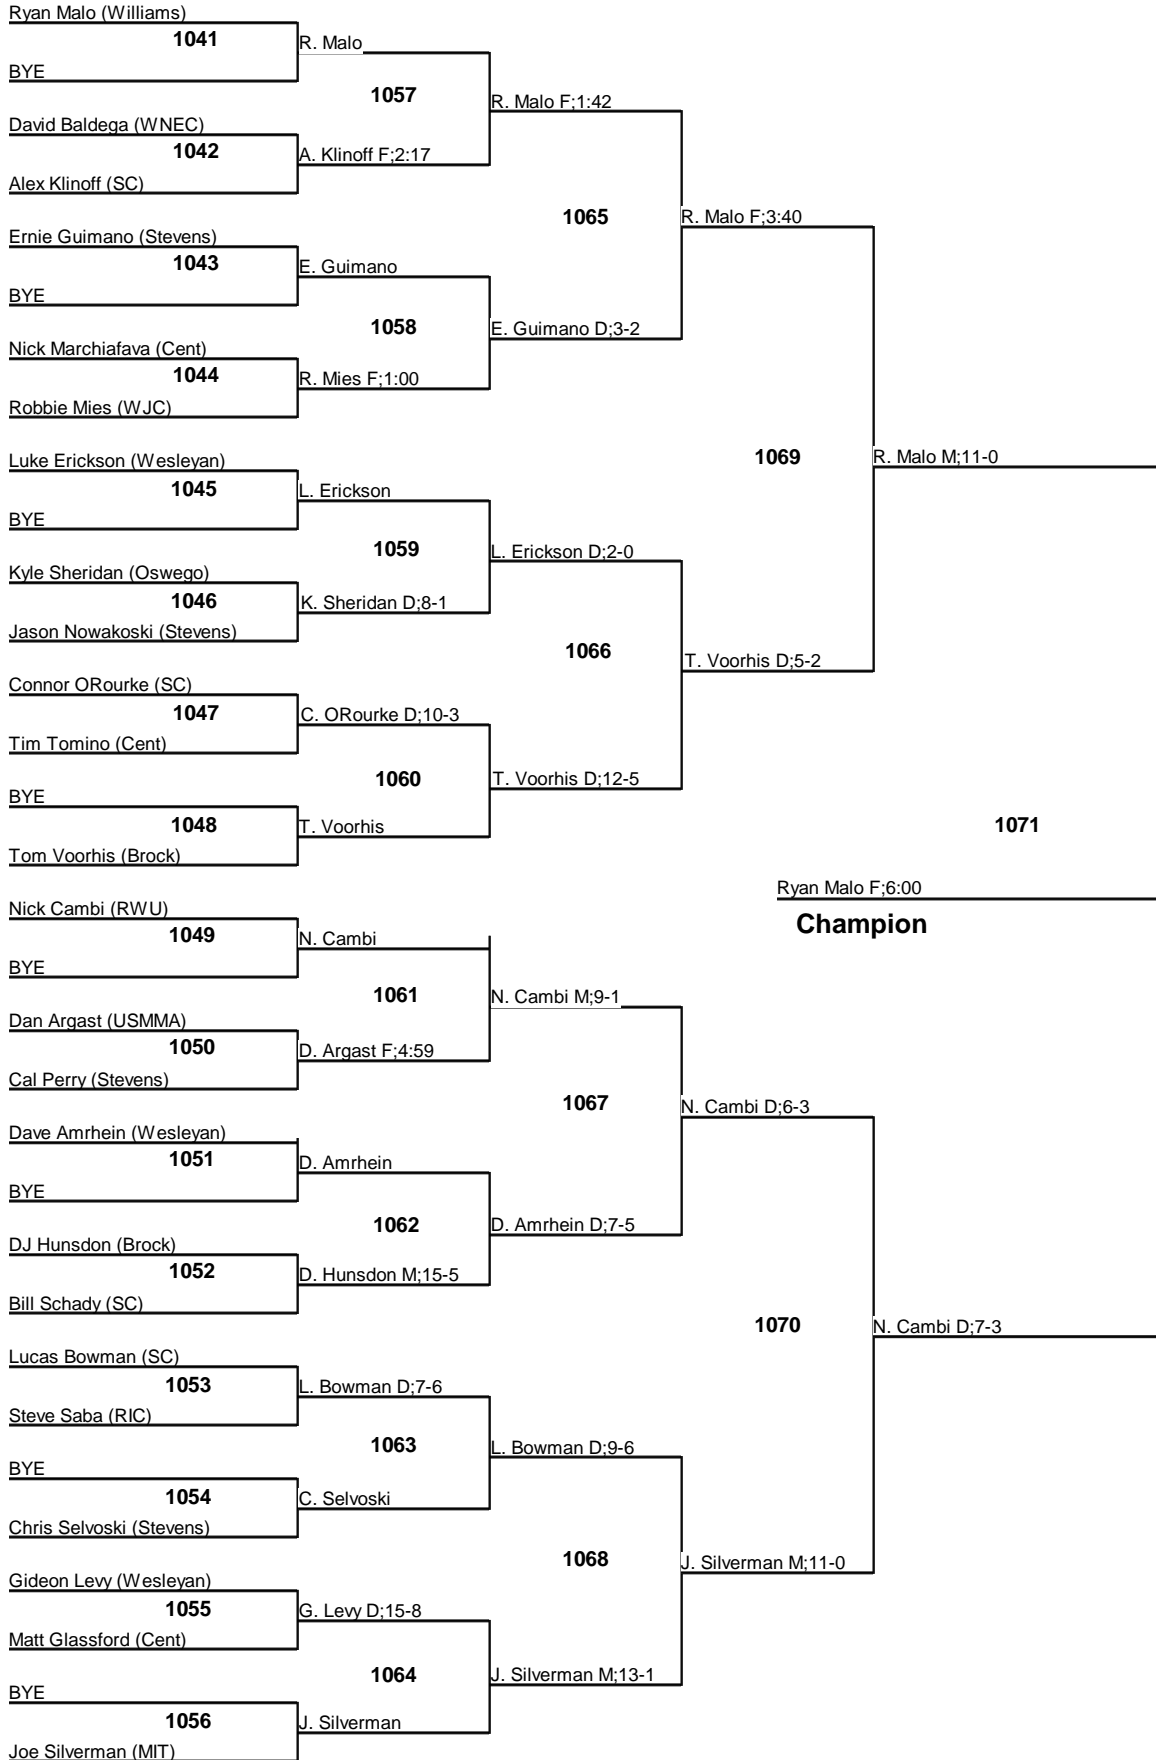 Ryan Malo (Williams)
1041
R. Malo
BYE
1057
R. Malo F;1:42
David Baldega (WNEC)
1042
A. Klinoff F;2:17
Alex Klinoff (SC)
1065
R. Malo F;3:40
Ernie Guimano (Stevens)
1043
E. Guimano
BYE
1058
E. Guimano D;3-2
Nick Marchiafava (Cent)
1044
R. Mies F;1:00
Robbie Mies (WJC)
1069
R. Malo M;11-0
Luke Erickson (Wesleyan)
1045
L. Erickson
BYE
1059
L. Erickson D;2-0
Kyle Sheridan (Oswego)
1046
K. Sheridan D;8-1
Jason Nowakoski (Stevens)
1066
T. Voorhis D;5-2
Connor ORourke (SC)
1047
C. ORourke D;10-3
Tim Tomino (Cent)
1060
T. Voorhis D;12-5
BYE
1048
T. Voorhis
Tom Voorhis (Brock)
1071
Ryan Malo F;6:00
Champion
Nick Cambi (RWU)
1049
N. Cambi
BYE
1061
N. Cambi M;9-1
Dan Argast (USMMA)
1050
D. Argast F;4:59
Cal Perry (Stevens)
1067
N. Cambi D;6-3
Dave Amrhein (Wesleyan)
1051
D. Amrhein
BYE
1062
D. Amrhein D;7-5
DJ Hunsdon (Brock)
1052
D. Hunsdon M;15-5
Bill Schady (SC)
1070
N. Cambi D;7-3
Lucas Bowman (SC)
1053
L. Bowman D;7-6
Steve Saba (RIC)
1063
L. Bowman D;9-6
BYE
1054
C. Selvoski
Chris Selvoski (Stevens)
1068
J. Silverman M;11-0
Gideon Levy (Wesleyan)
1055
G. Levy D;15-8
Matt Glassford (Cent)
1064
J. Silverman M;13-1
BYE
1056
J. Silverman
Joe Silverman (MIT)